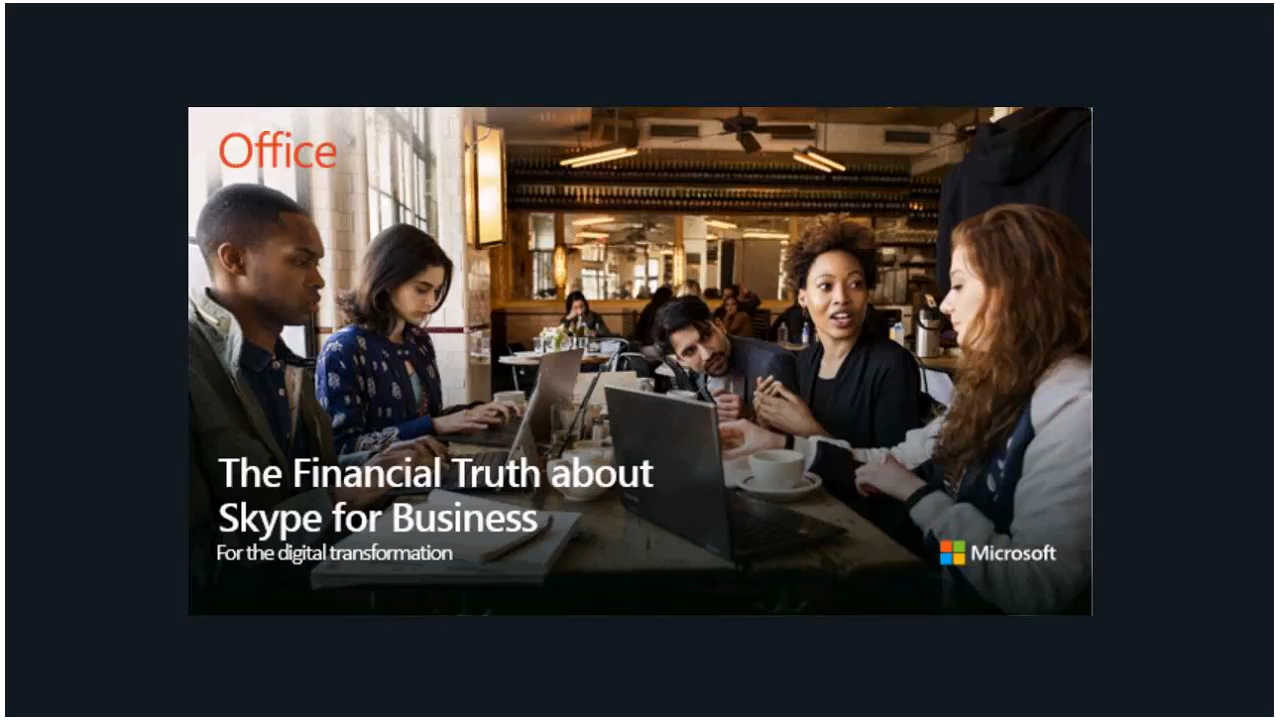 Office
The Financial Truth about
Skype for Business
For the digital transformation
Microsoft